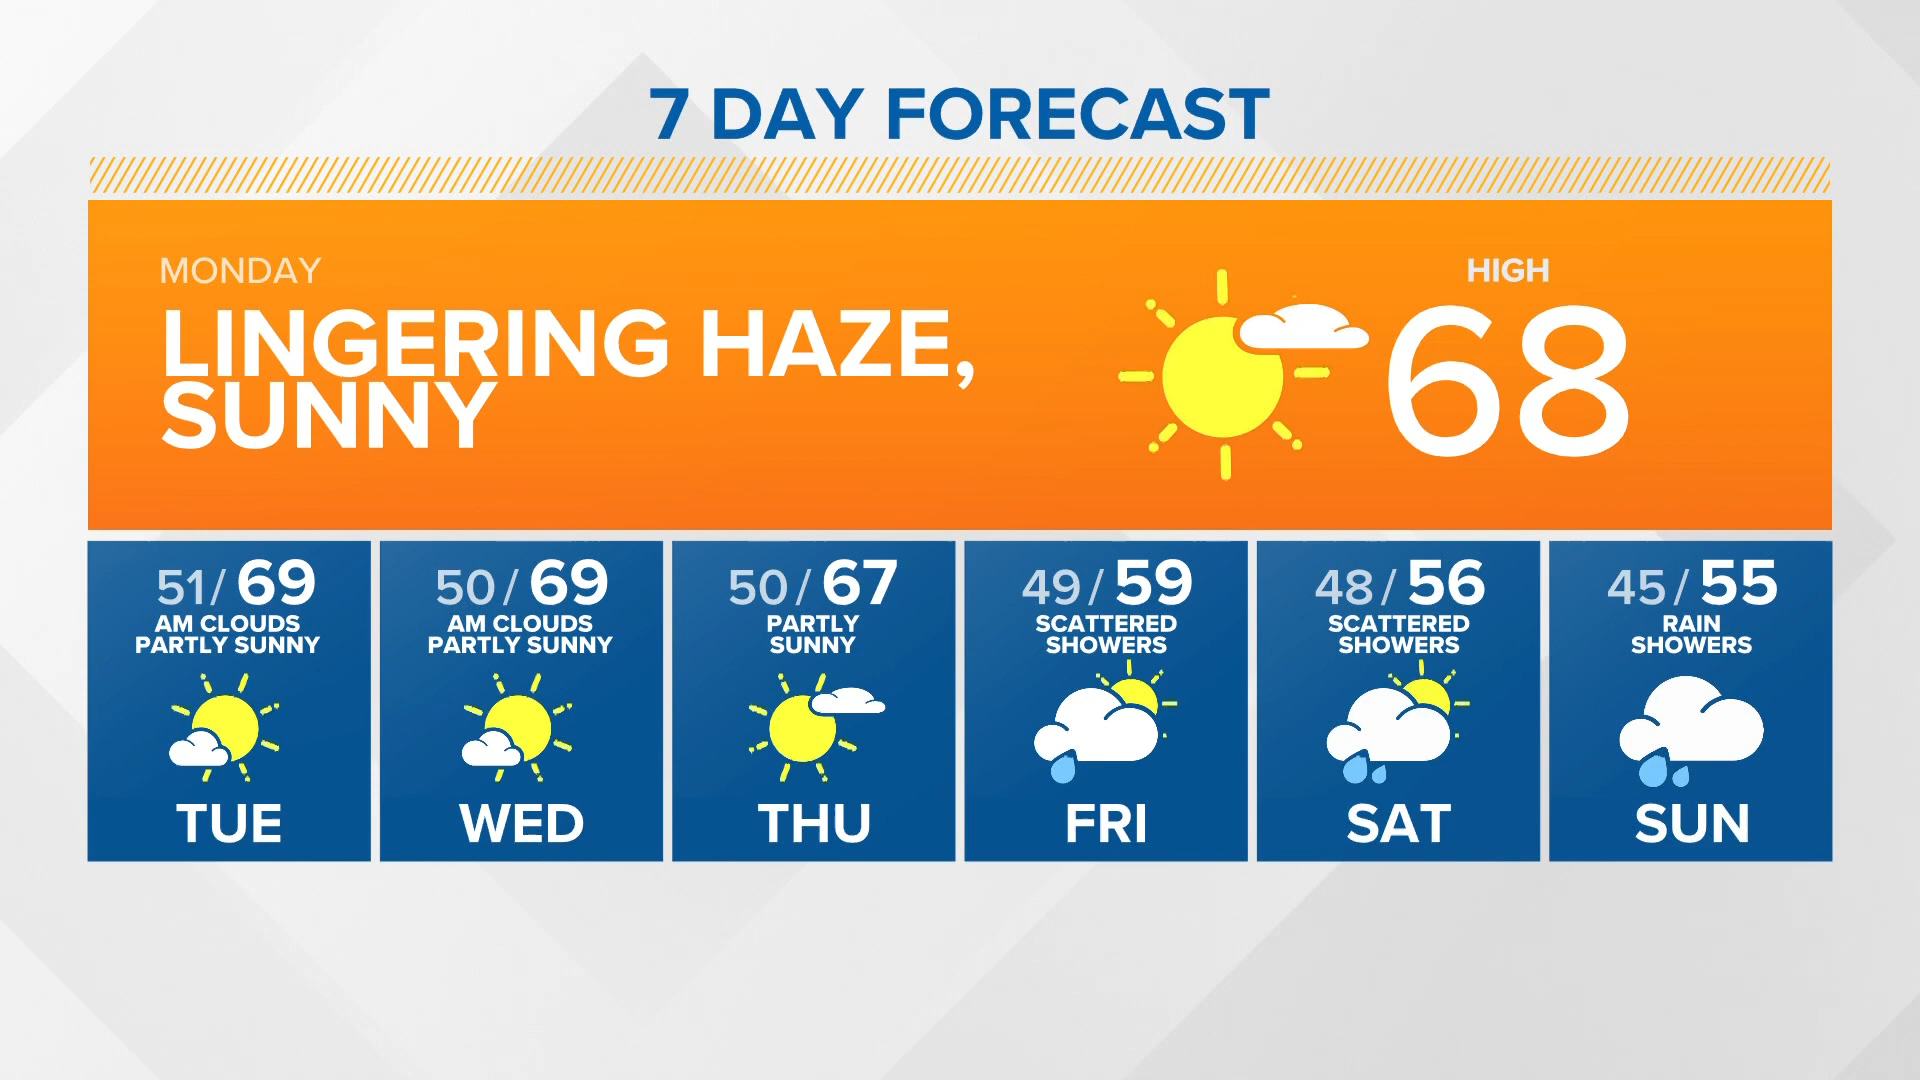 7 DAY FORECAST
MONDAY
LINGERING HAZE,
SUNNY
HIGH
68
51/69
AM CLOUDS
PARTLY SUNNY
TUE
50/69
AM CLOUDS
PARTLY SUNNY
WED
50/67
PARTLY
SUNNY
THU
49/59
SCATTERED
SHOWERS
FRI
48/56
SCATTERED
SHOWERS
SAT
45/55
RAIN
SHOWERS
SUN